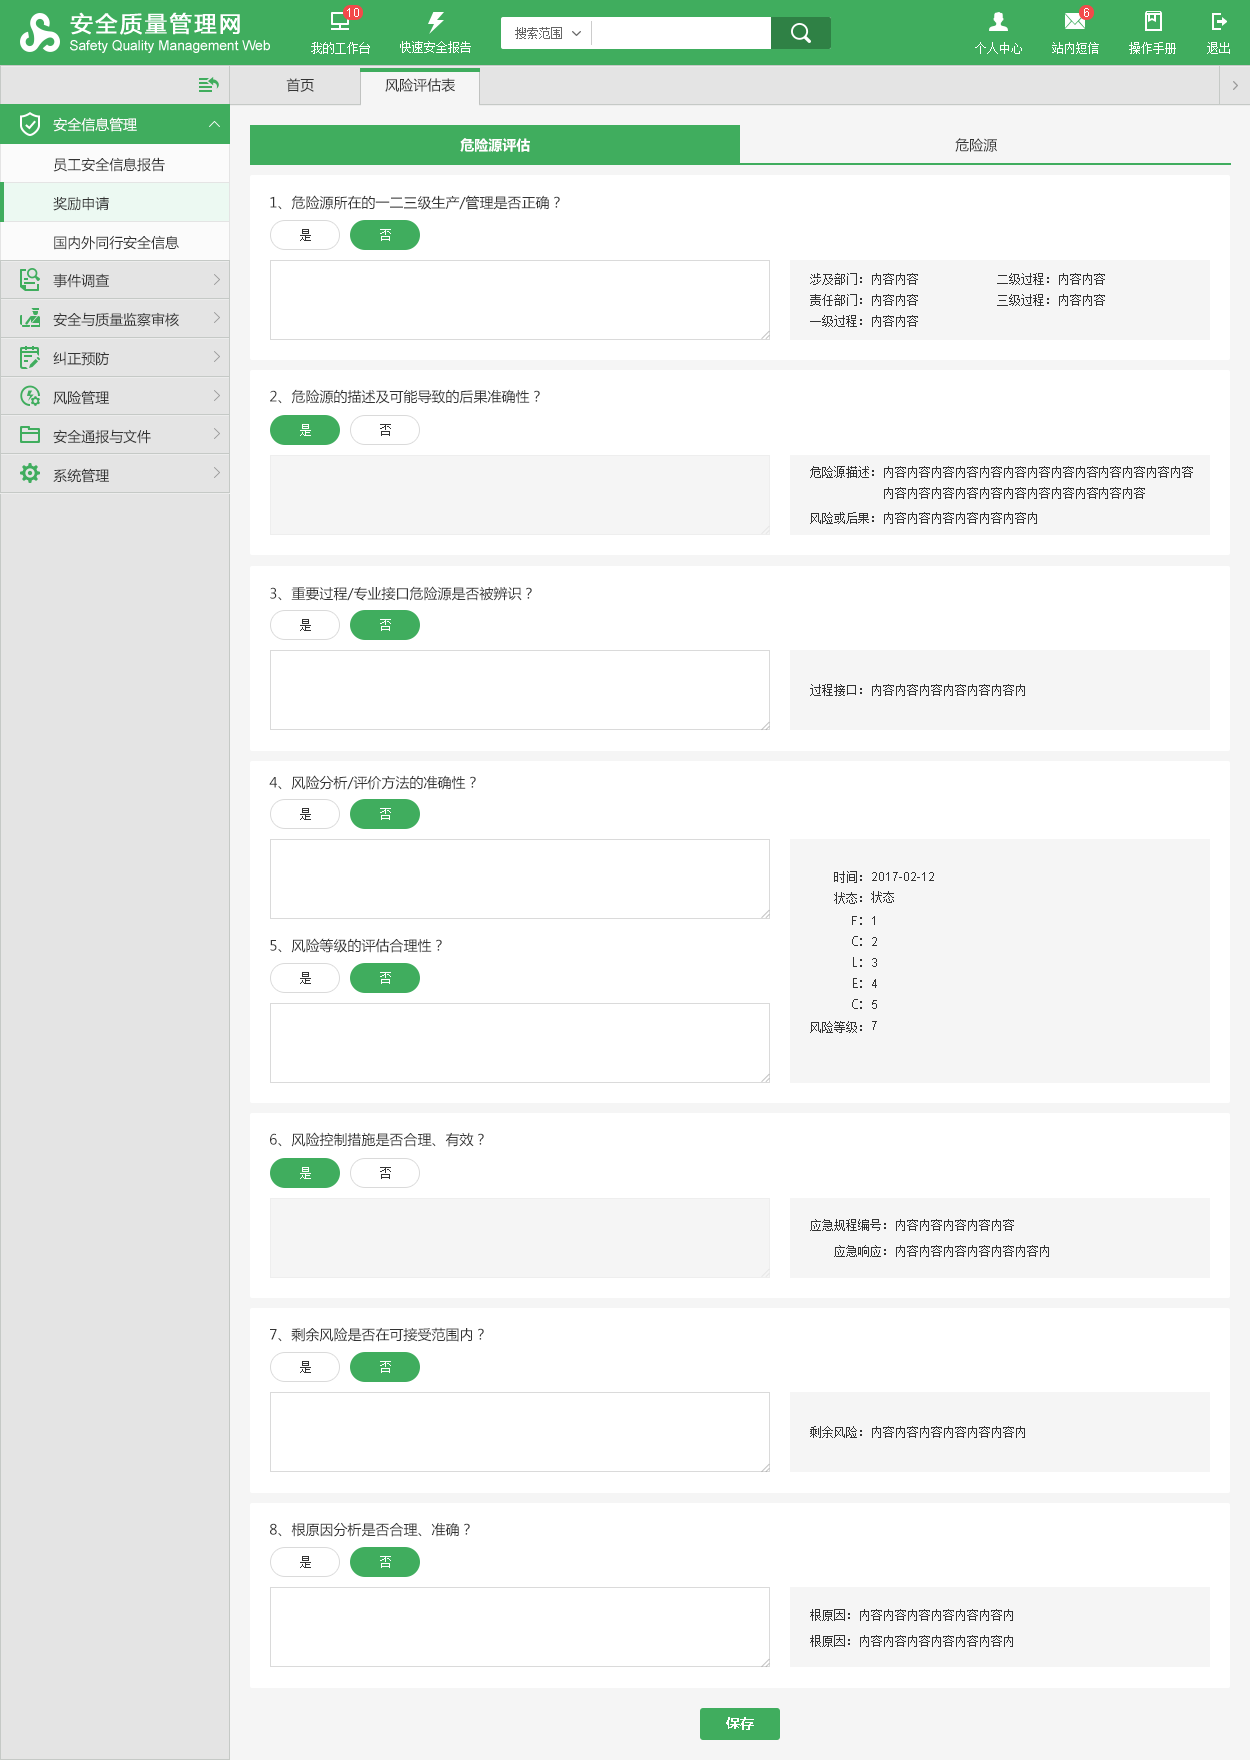 安全质量管理网
Safety Quality Management Web
10
我的工作台
快速安全报告
搜索范围
个人中心
6
站内短信
操作手册
退出
首页
风险评估表
安全信息管理
员工安全信息报告
奖励申请
国内外同行安全信息
事件调查
安全与质量监察审核
纠正预防
风险管理
安全通报与文件
系统管理
危险源评估
危险源
1、危险源所在的一二三级生产/管理是否正确？
是
否
涉及部门：内容内容
二级过程：内容内容
责任部门：内容内容
三级过程：内容内容
一级过程：内容内容
2、危险源的描述及可能导致的后果准确性？
是
否
危险源描述：内容内容内容内容内容内容内容内容内容内容内容内容内容
内容内容内容内容内容内容内容内容内容内容内容
风险或后果：内容内容内容内容内容内容内
3、重要过程/专业接口危险源是否被辨识？
是
否
过程接口：内容内容内容内容内容内容内
4、风险分析/评价方法的准确性？
是
否
时间：2017-02-12
状态：状态
F：1
C：2
L：3
E：4
C：5
风险等级：7
5、风险等级的评估合理性？
是
否
6、风险控制措施是否合理、有效？
是
否
应急规程编号：内容内容内容内容内容
应急响应：内容内容内容内容内容内容内
7、剩余风险是否在可接受范围内？
是
否
剩余风险：内容内容内容内容内容内容内
8、根原因分析是否合理、准确？
是
否
根原因：内容内容内容内容内容内容内
根原因：内容内容内容内容内容内容内
保存